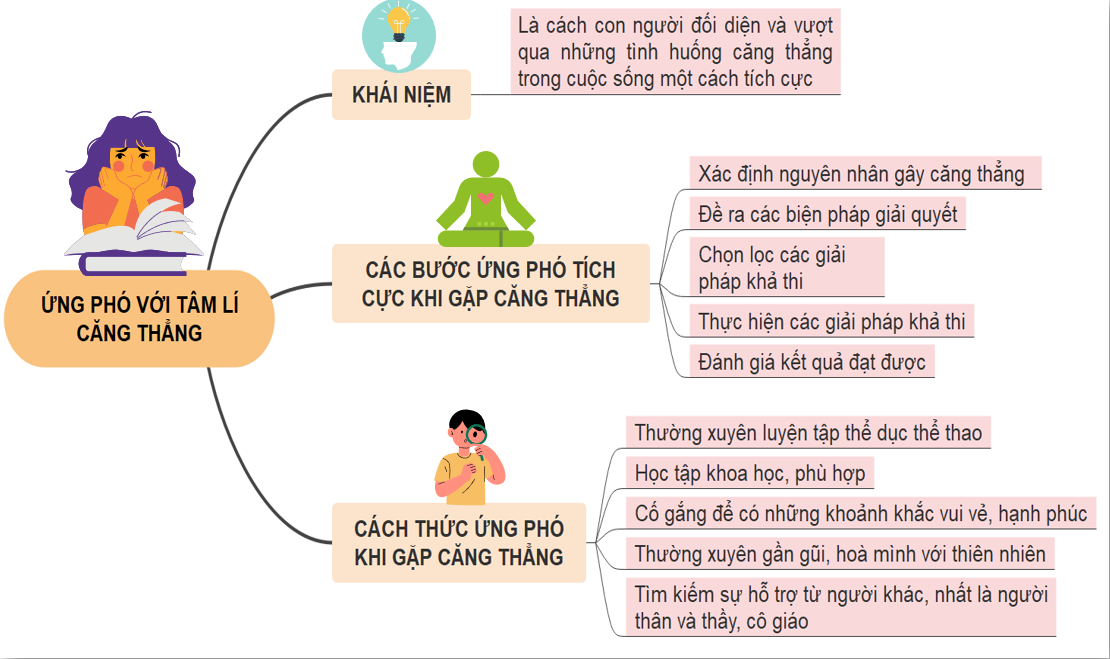 KHÁI NIỆM
Là cách con người đối diện và vượt
qua những tình huống căng thẳng
trong cuộc sống một cách tích cực
ỨNG PHÓ VỚI TÂM LÍ
CĂNG THẲNG
CÁC BƯỚC ỨNG PHÓ TÍCH
CỰC KHI GẶP CĂNG THẲNG
Xác định nguyên nhân gây căng thẳng
Đề ra các biện pháp giải quyết
Chọn lọc các giải
pháp khả thi
Thực hiện các giải pháp khả thi
Đánh giá kết quả đạt được
CÁCH THỨC ỨNG PHÓ
KHI GẶP CĂNG THẲNG
Thường xuyên luyện tập thể dục thể thao
Học tập khoa học, phù hợp
Cố gắng để có những khoảnh khắc vui vẻ, hạnh phúc
Thường xuyên gần gũi, hoà mình với thiên nhiên
Tìm kiếm sự hỗ trợ từ người khác, nhất là người
thân và thầy, cô giáo